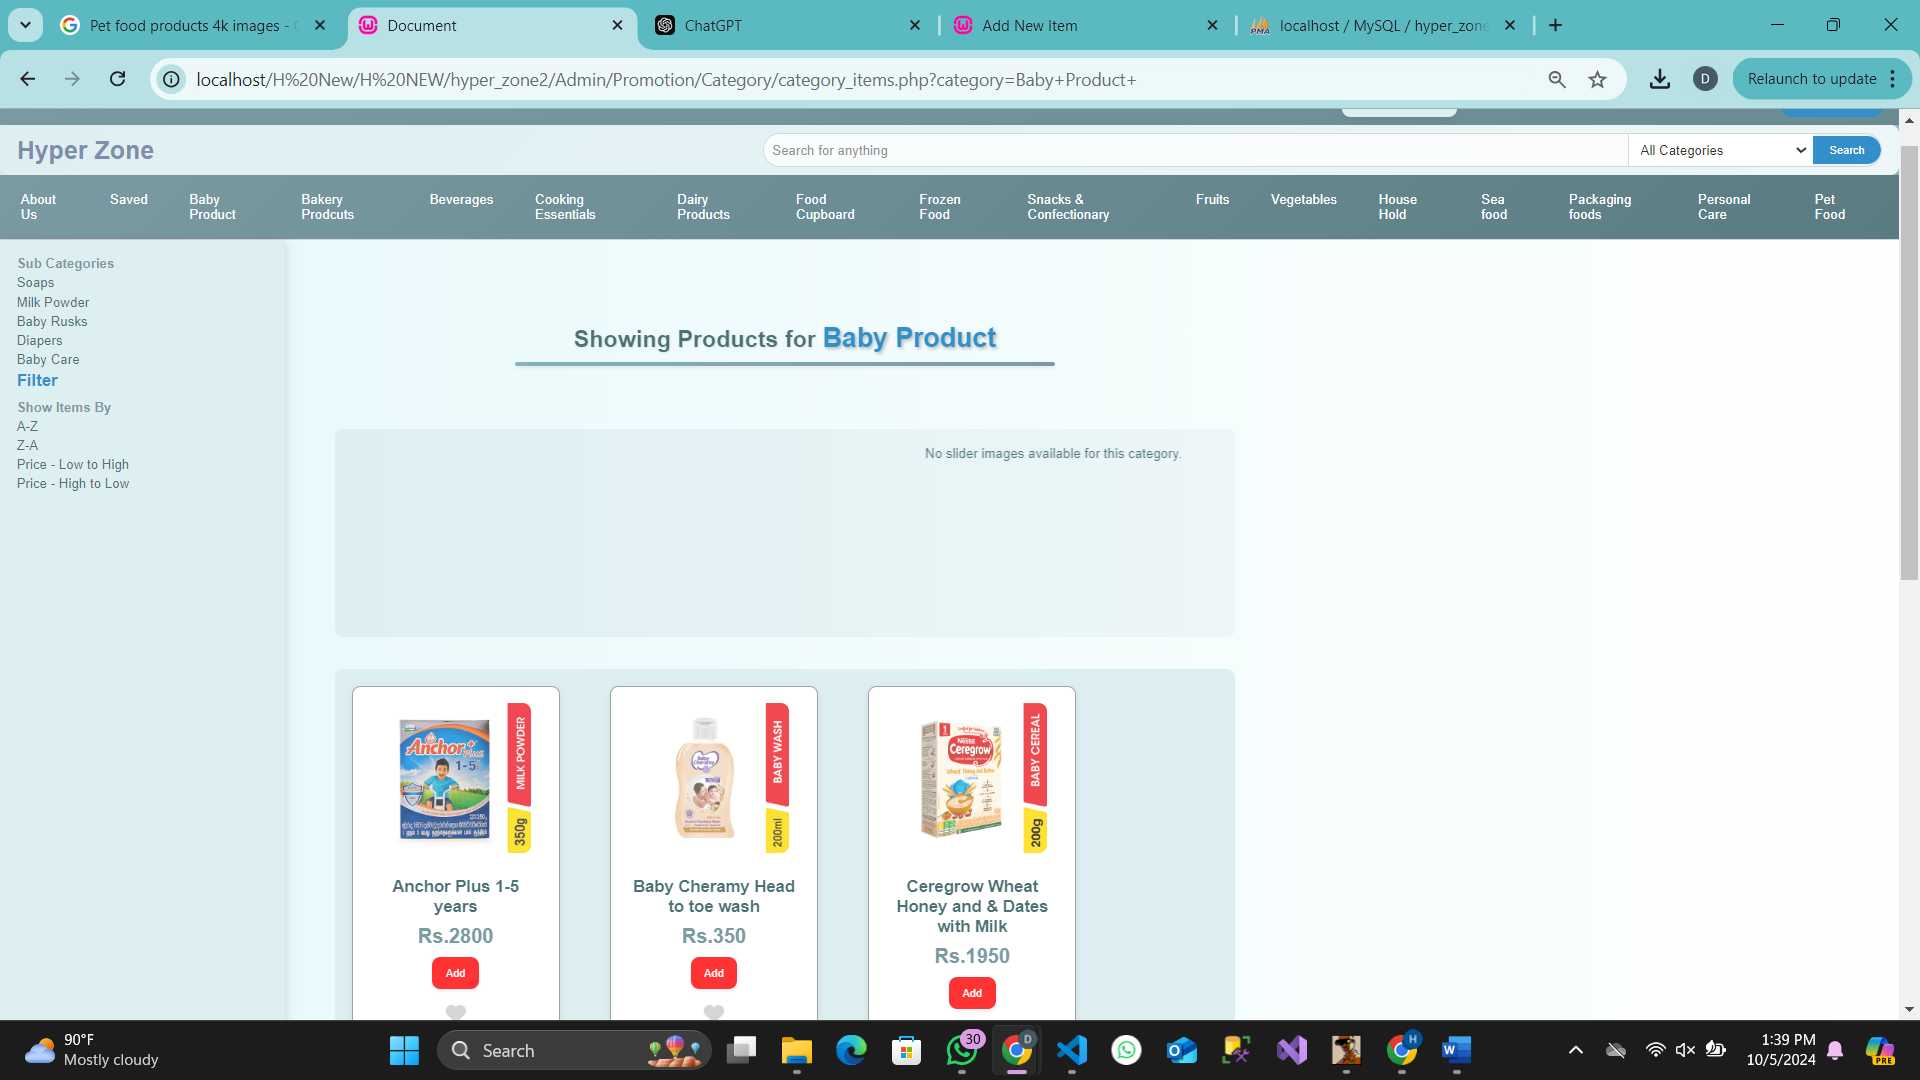 Pet food products 4k images - G
Document
ChatGPT
Add New Item
localhost / MySQL / hyper_zone
localhost/H%20New/H%20NEW/hyper_zone2/Admin/Promotion/Category/category_items.php?category=Baby+Product+
D
Relaunch to update
Hyper Zone
Search for anything
All Categories
Search
About Us
Saved
Baby Product
Bakery Prodcuts
Beverages
Cooking Essentials
Dairy Products
Food Cupboard
Frozen Food
Snacks & Confectionary
Fruits
Vegetables
House Hold
Sea food
Packaging foods
Personal Care
Pet Food
Sub Categories
Soaps
Milk Powder
Baby Rusks
Diapers
Baby Care
Filter
Show Items By
A-Z
Z-A
Price - Low to High
Price - High to Low
Showing Products for Baby Product
No slider images available for this category.
Anchor Plus
1-5
MILK POWDER
350g
Anchor Plus 1-5
years
Rs.2800
Add
Baby Cheramy
BABY WASH
200ml
Baby Cheramy Head
to toe wash
Rs.350
Add
1
Nestle
Ceregrow
BABY CEREAL
200g
Ceregrow Wheat
Honey and & Dates
with Milk
Rs.1950
Add
90°F
Mostly cloudy
Search
30
D
H
1:39 PM
10/5/2024
PRE